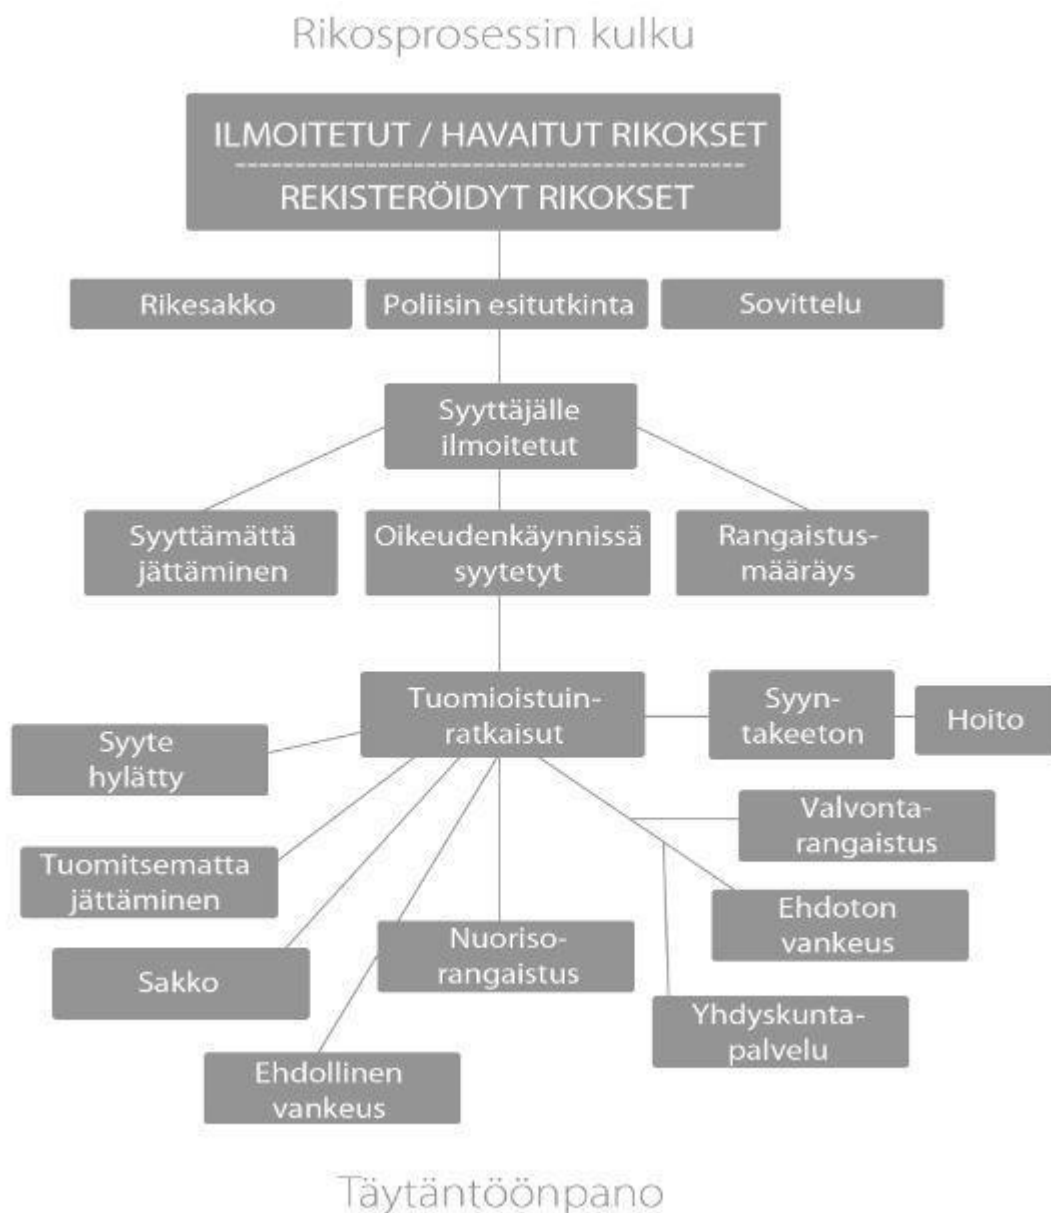 Rikosprosessin kulku
ILMOITETUT / HAVAITUT RIKOKSET
REKISTERÖIDYT RIKOKSET
Rikesakko
Poliisin esitutkinta
Sovittelu
Syyttäjälle
ilmoitetut
Syyttämättä
jättäminen
Oikeudenkäynnissä
syytetyt
Rangaistus-
määräys
Tuomioistuin-
ratkaisut
Syyn-
takeeton
Hoito
Syyte
hylätty
Valvonta-
rangaistus
Tuomitsematta
jättäminen
Ehdoton
vankeus
Nuoriso-
rangaistus
Sakko
Yhdyskunta-
palvelu
Ehdollinen
vankeus
Täytäntöönpano